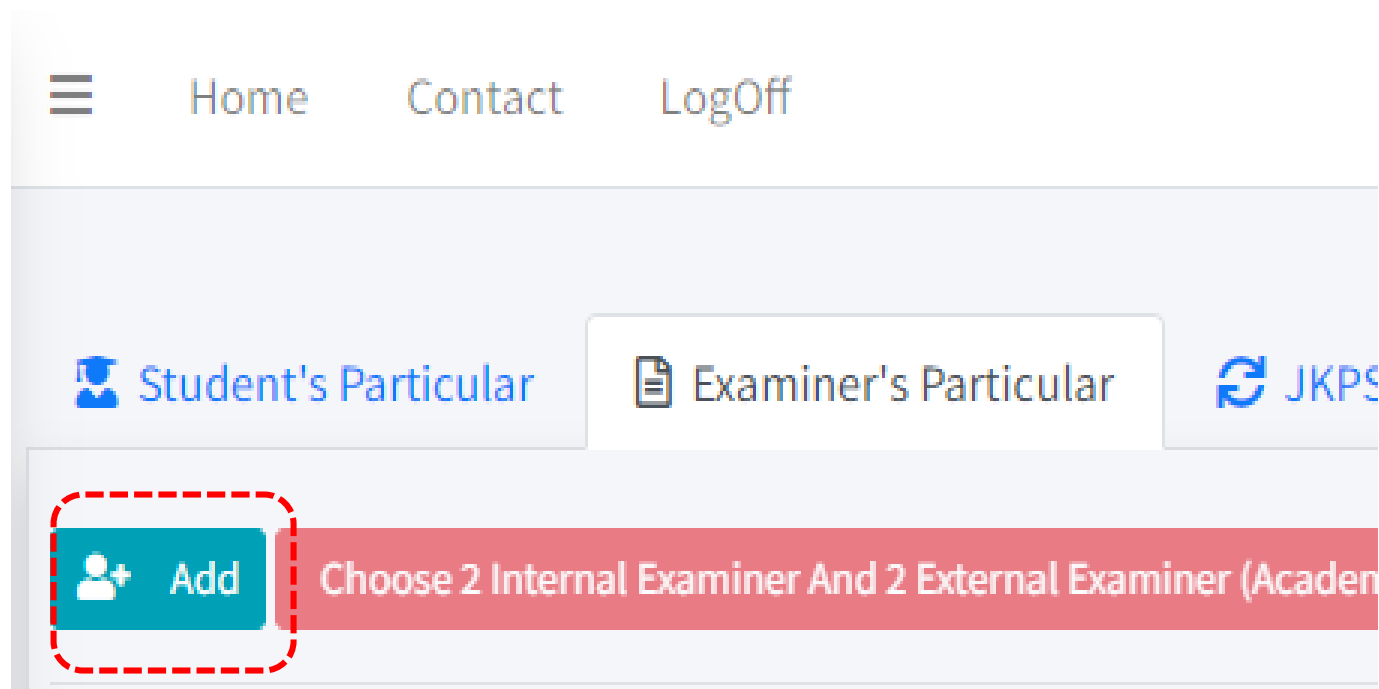 Home Contact LogOff
Student's Particular Examiner's Particular
Add Choose 2 Internal Examiner And 2 External Examiner